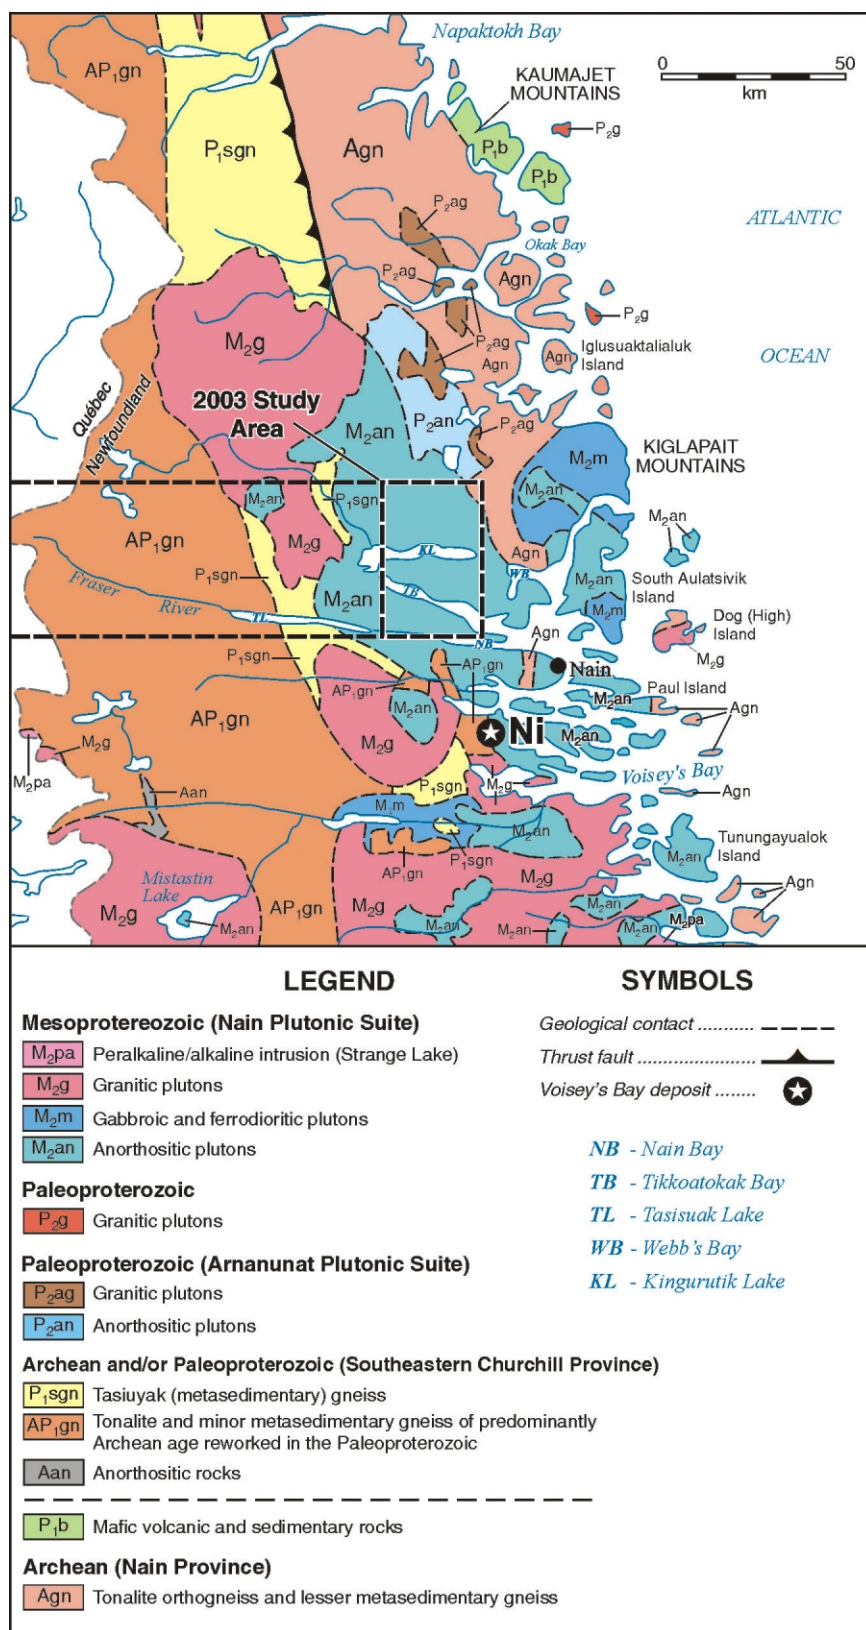 Napaktokh Bay
0 50
km
KAUMAJET
MOUNTAINS
AP₁gn
P₂g
P₁sgn
Agn
P₁b
P₁b
P₂ag
ATLANTIC
Okak Bay
P₂ag
Agn
P₂g
M₂g
P₂ag
Agn
Agn
Iglusuaktalialuk
Island
OCEAN
2003 Study
Area
Québec
Newfoundland
M₂an
P₂an
P₂ag
M₂m
KIGLAPAIT
MOUNTAINS
M₂an
P₁sgn
M₂an
M₂an
AP₁gn
M₂g
KL
Agn
P₁sgn
WB
M₂an
South Aulatsivik
Island
Fraser
River
TL
M₂an
TB
M₂m
Dog (High)
Island
NB
Agn
M₂g
P₁sgn
AP₁gn
Nain
AP₁gn
M₂an
M₂an
Paul Island
Agn
AP₁gn
M₂g
Ni
M₂an
M₂g
M₂pa
P₁sgn
M₂g
Voisey's Bay
Aan
Agn
M₂m
M₂an
Tunungayualok
Island
P₁sgn
AP₁gn
M₂an
Mistastin
Lake
M₂g
Agn
M₂g
AP₁gn
M₂g
M₂an
M₂an
M₂an
M₂an
M₂an
M₂pa
LEGEND
Mesoprotereozoic (Nain Plutonic Suite)
M₂pa Peralkaline/alkaline intrusion (Strange Lake)
M₂g Granitic plutons
M₂m Gabbroic and ferrodioritic plutons
M₂an Anorthositic plutons
Paleoproterozoic
P₂g Granitic plutons
Paleoproterozoic (Arnanunat Plutonic Suite)
P₂ag Granitic plutons
P₂an Anorthositic plutons
Archean and/or Paleoproterozoic (Southeastern Churchill Province)
P₁sgn Tasiuyak (metasedimentary) gneiss
AP₁gn Tonalite and minor metasedimentary gneiss of predominantly
Archean age reworked in the Paleoproterozoic
Aan Anorthositic rocks
P₁b Mafic volcanic and sedimentary rocks
Archean (Nain Province)
Agn Tonalite orthogneiss and lesser metasedimentary gneiss
SYMBOLS
Geological contact ...........
Thrust fault .......................
Voisey's Bay deposit ........
NB - Nain Bay
TB - Tikkoatokak Bay
TL - Tasisuak Lake
WB - Webb's Bay
KL - Kingurutik Lake